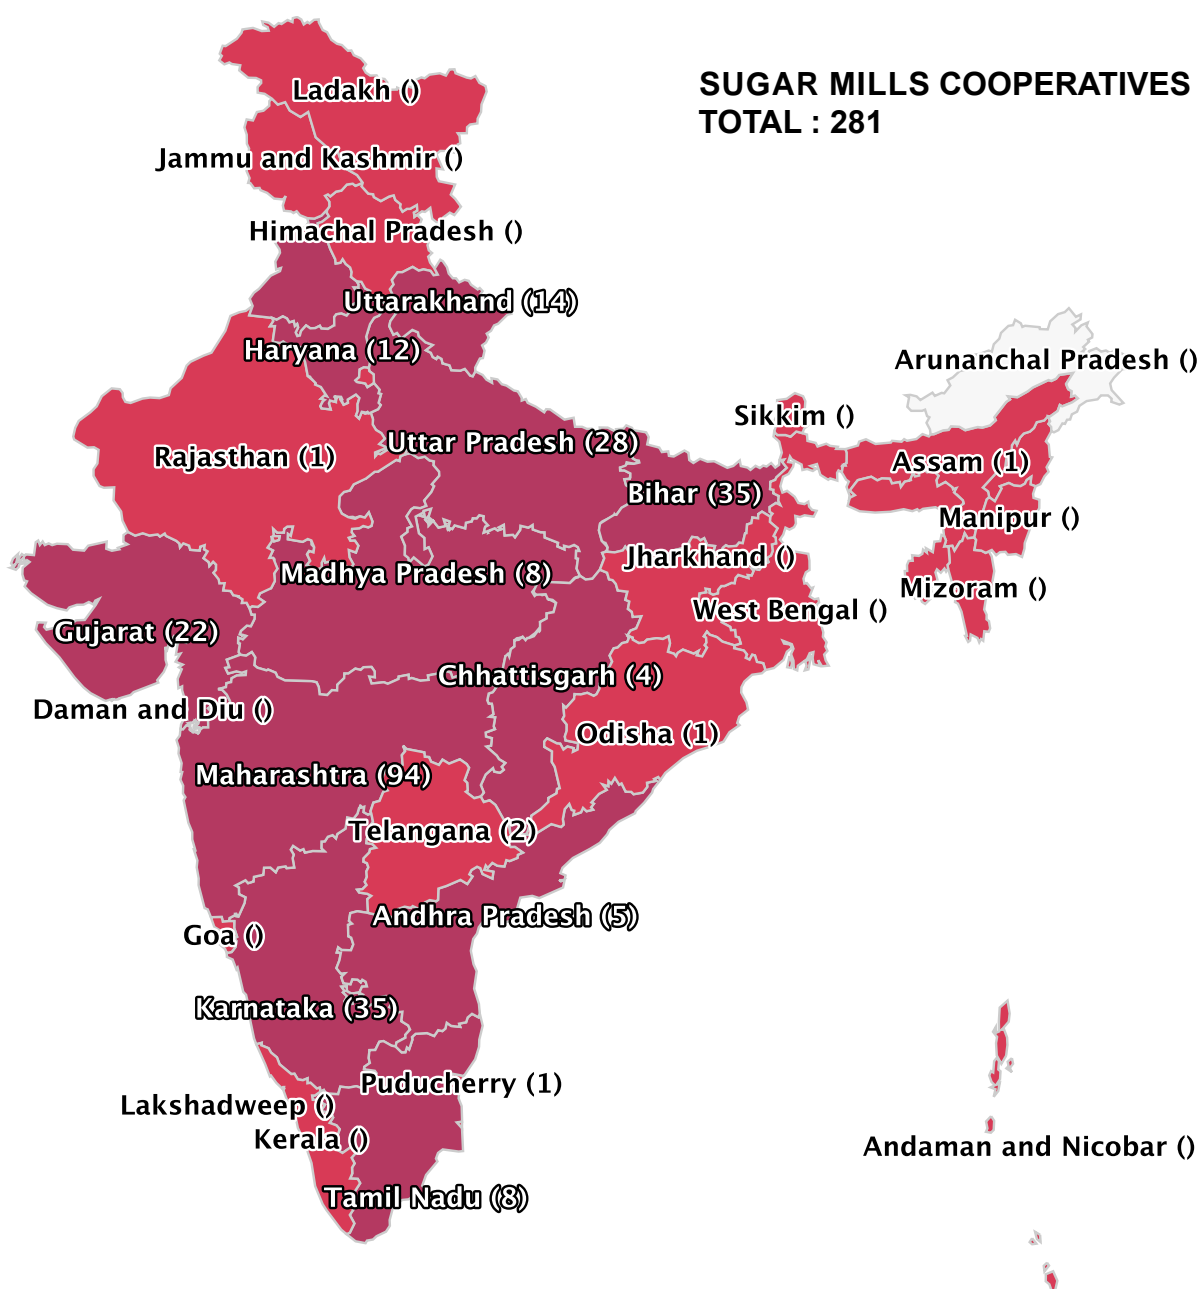 SUGAR MILLS COOPERATIVES
TOTAL : 281
Ladakh ()
Jammu and Kashmir ()
Himachal Pradesh ()
Uttarakhand (14)
Haryana (12)
Arunanchal Pradesh ()
Sikkim ()
Uttar Pradesh (28)
Rajasthan (1)
Assam (1)
Bihar (35)
Manipur ()
Jharkhand ()
Madhya Pradesh (8)
Mizoram ()
West Bengal ()
Gujarat (22)
Chhattisgarh (4)
Daman and Diu ()
Odisha (1)
Maharashtra (94)
Telangana (2)
Andhra Pradesh (5)
Goa ()
Karnataka (35)
Puducherry (1)
Lakshadweep ()
Kerala ()
Andaman and Nicobar ()
Tamil Nadu (8)